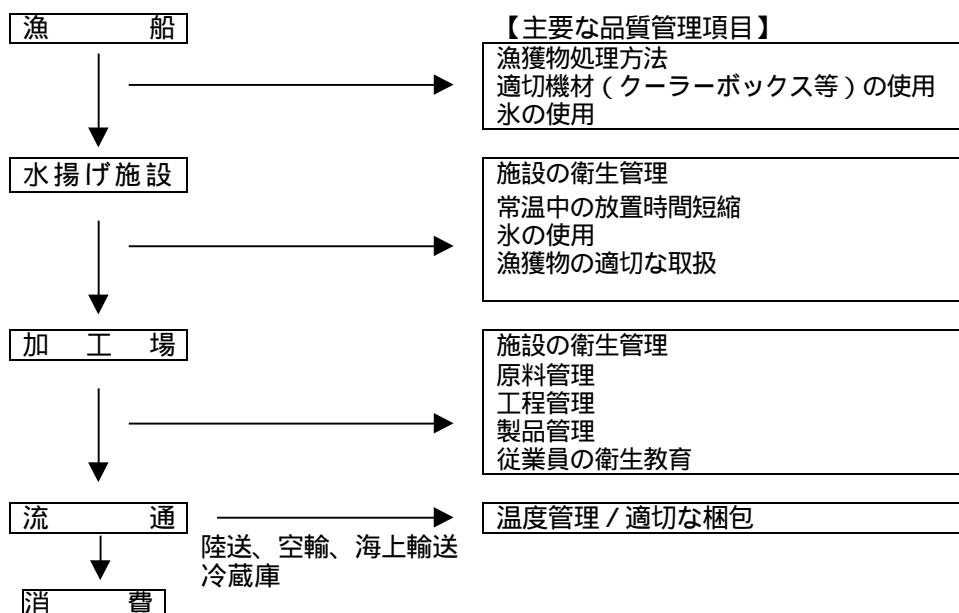 漁船
【主要な品質管理項目】
漁獲物処理方法
適切機材(クーラーボックス等)の使用
氷の使用
水揚げ施設
施設の衛生管理
常温中の放置時間短縮
氷の使用
漁獲物の適切な取扱
加工場
施設の衛生管理
原料管理
工程管理
製品管理
従業員の衛生教育
流通
温度管理/適切な梱包
陸送、空輸、海上輸送
冷蔵庫
消費